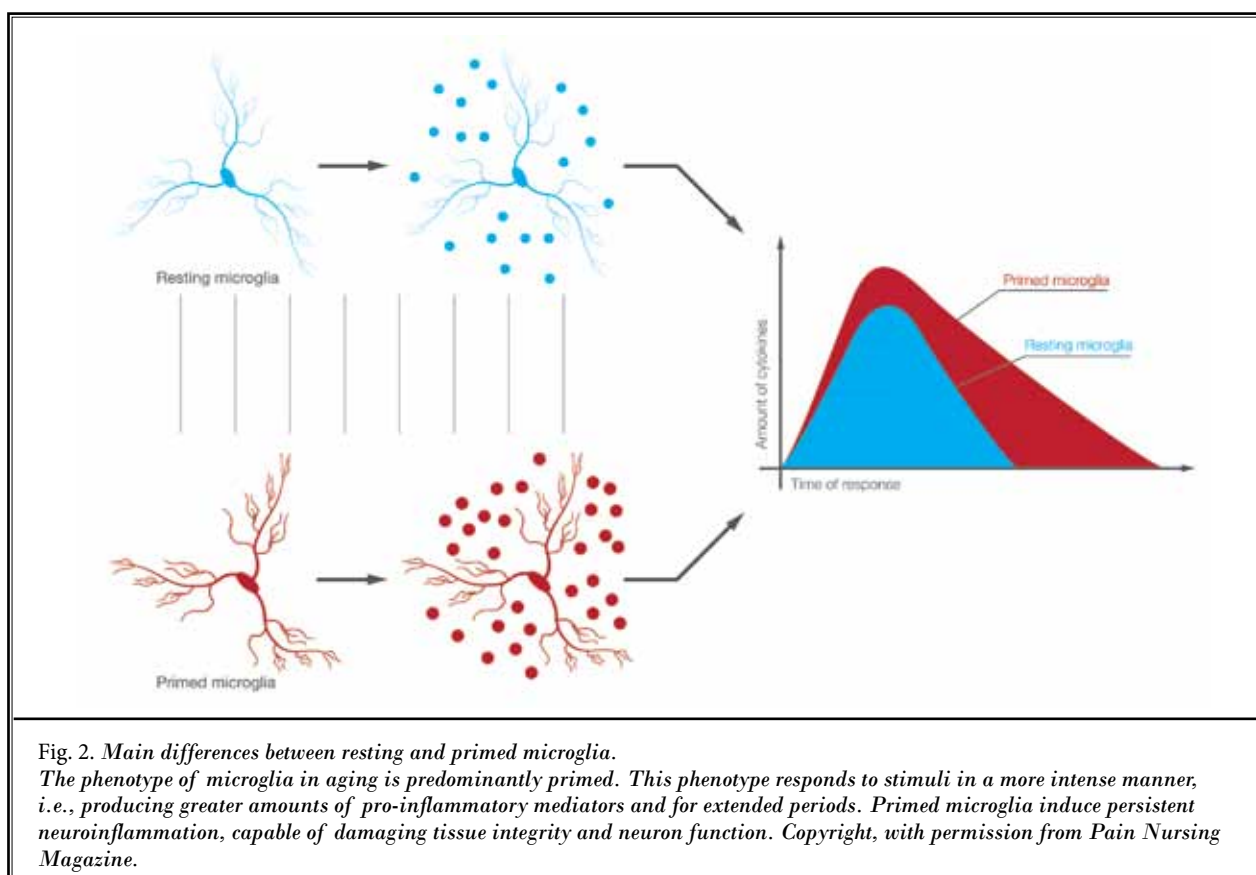 Resting microglia
Primed microglia
Amount of cytokines
Primed microglia
Resting microglia
Time of response
Fig. 2. Main differences between resting and primed microglia.
The phenotype of microglia in aging is predominantly primed. This phenotype responds to stimuli in a more intense manner,
i.e., producing greater amounts of pro-inflammatory mediators and for extended periods. Primed microglia induce persistent
neuroinflammation, capable of damaging tissue integrity and neuron function. Copyright, with permission from Pain Nursing
Magazine.